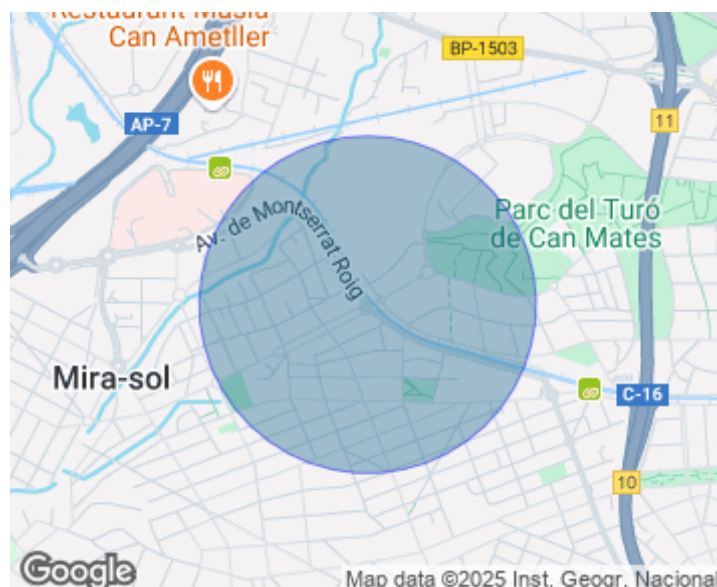 Restaurant Masia
Can Ametller
BP-1503
AP-7
11
Av. de Montserrat Roig
Parc del Turó
de Can Mates
Mira-sol
C-16
10
Google
Map data ©2025 Inst. Geogr. Nacional